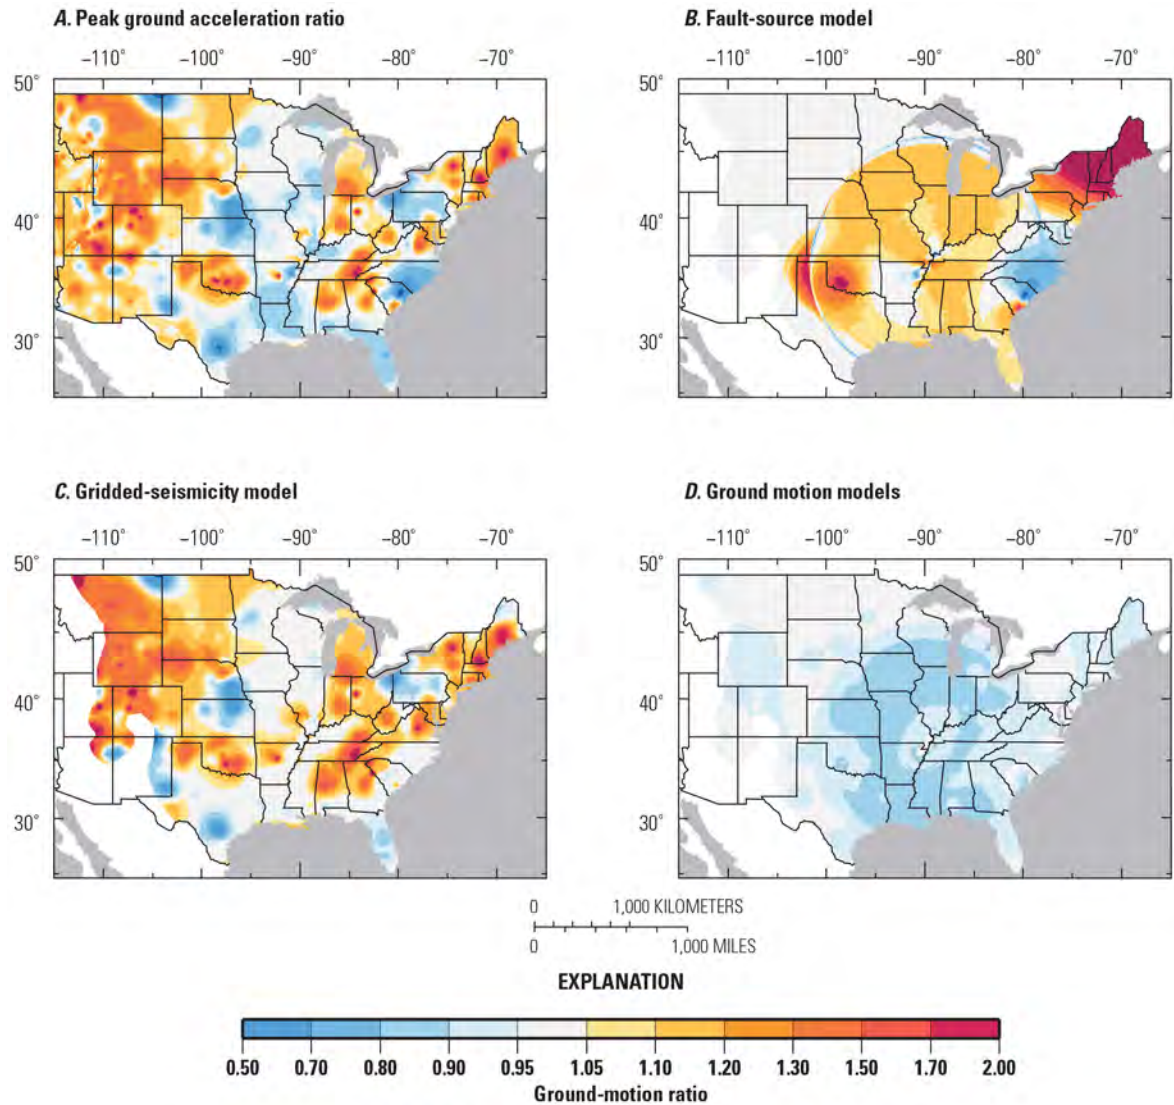 A. Peak ground acceleration ratio
−110° −100° −90° −80° −70°
50°
40°
30°
B. Fault-source model
−110° −100° −90° −80° −70°
50°
40°
30°
C. Gridded-seismicity model
−110° −100° −90° −80° −70°
50°
40°
30°
D. Ground motion models
−110° −100° −90° −80° −70°
50°
40°
30°
0 1,000 KILOMETERS
0 1,000 MILES
EXPLANATION
0.50 0.70 0.80 0.90 0.95 1.05 1.10 1.20 1.30 1.50 1.70 2.00
Ground-motion ratio